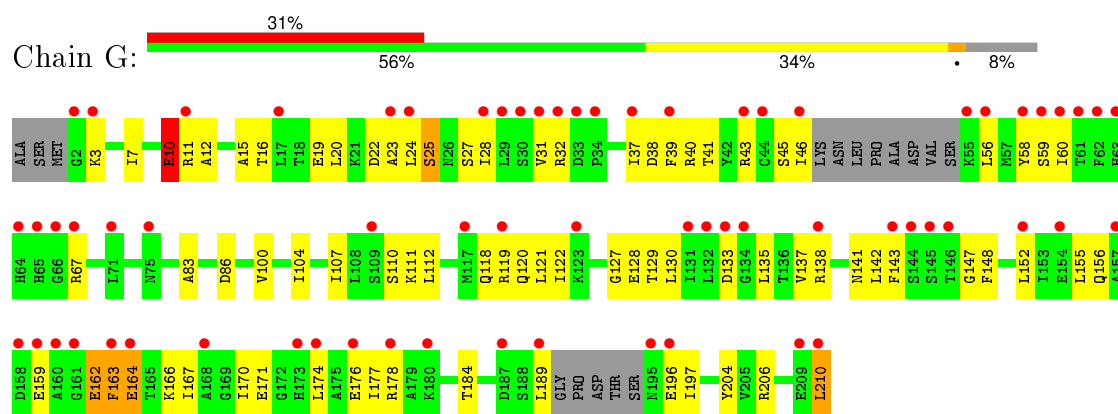 31%
Chain G:
56% 34% • 8%
ALA SER MET G2 K3 I7 E10 R11 A12 A15 T16 L17 T18 E19 L20 K21 D22 A23 L24 S25 N26 S27 I28 L29 S30 V31 R32 D33 P34 I37 D38 F39 R40 T41 Y42 R43 C44 S45 I46 LYS ASN LEU PRO ALA ASP VAL SER K55 L56 M57 Y58 S59 I60 T61 F62 H63
H64 H65 G66 R67 L71 N75 A83 D86 V100 I104 I107 L108 S109 S110 K111 L112 M117 Q118 R119 Q120 L121 I122 K123 G127 E128 T129 L130 I131 L132 D133 G134 L135 T136 V137 R138 N141 L142 F143 S144 S145 T146 G147 F148 L152 I153 E154 L155 Q156 A157
D158 E159 A160 G161 E162 F163 E164 T165 K166 I167 A168 G169 I170 E171 G172 H173 L174 A175 E176 I177 R178 A179 K180 T184 D187 S188 L189 GLY PRO ASP THR SER N195 E196 I197 Y204 V205 R206 E209 L210